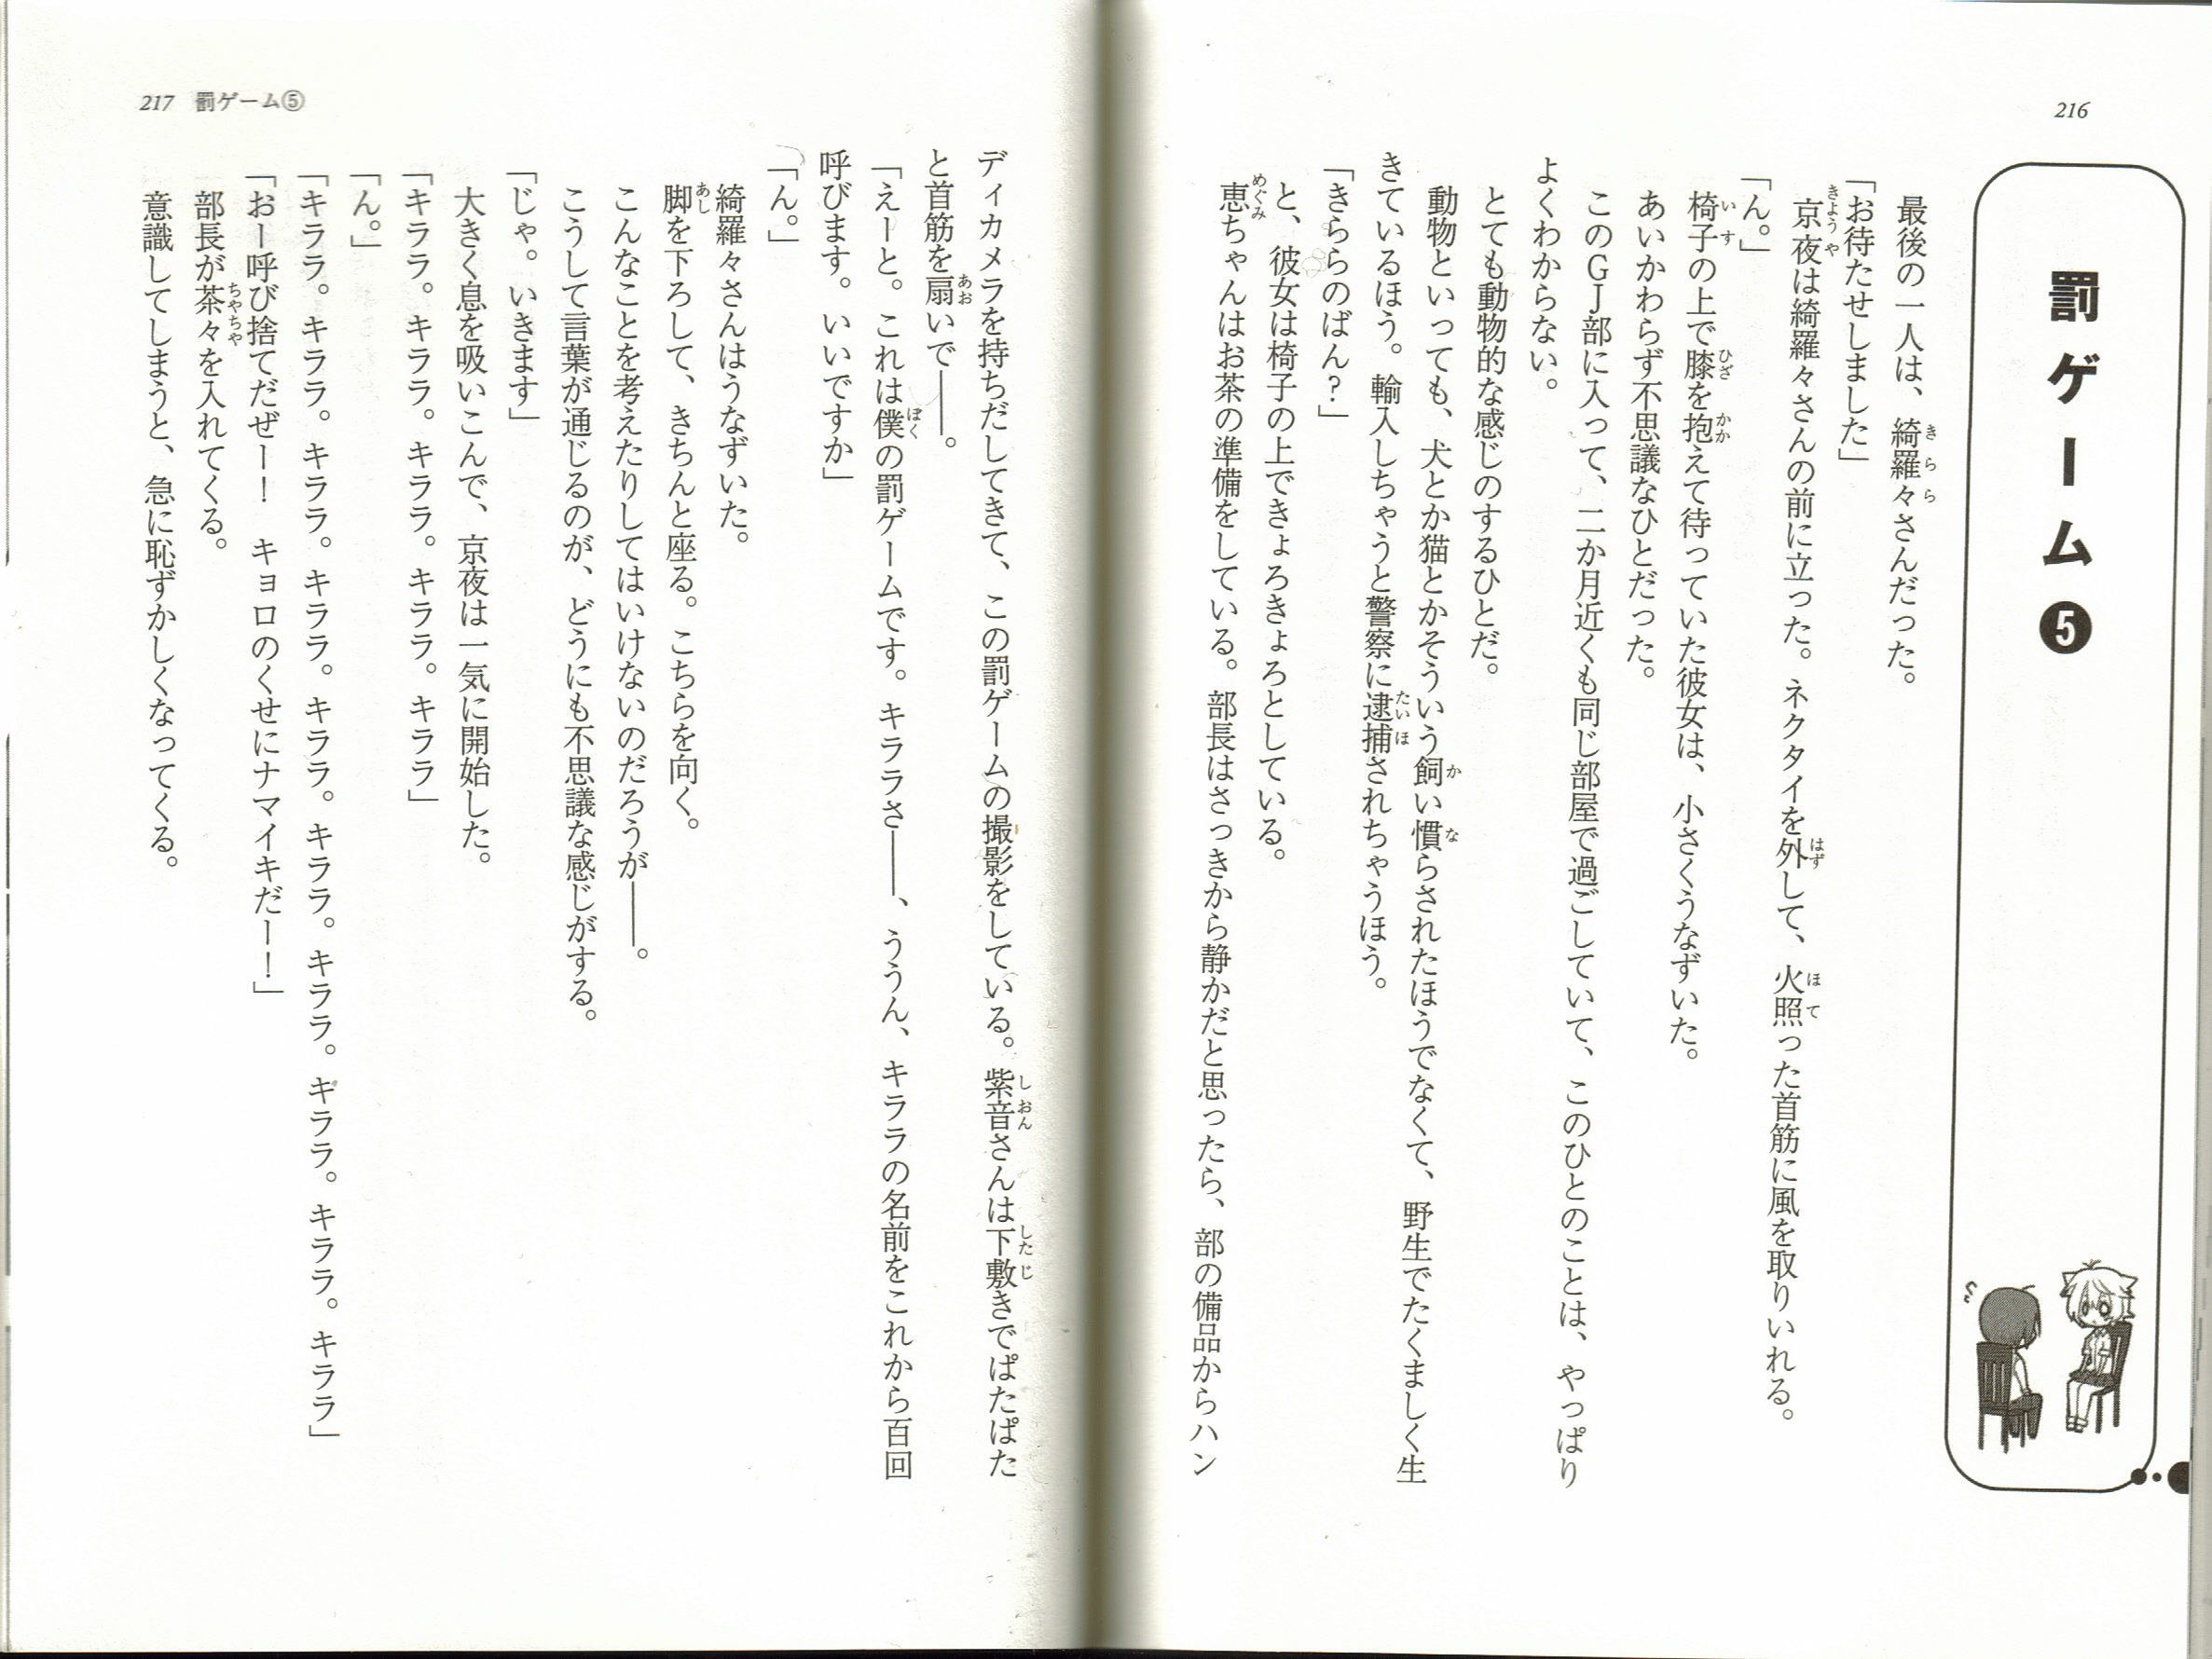 216
罰ゲーム❺
最後の一人は、綺羅々さんだった。
「お待たせしました」
京夜は綺羅々さんの前に立った。ネクタイを外して、火照った首筋に風を取りいれる。
「ん。」
椅子の上で膝を抱えて待っていた彼女は、小さくうなずいた。
あいかわらず不思議なひとだった。
このＧＪ部に入って、二か月近くも同じ部屋で過ごしていて、このひとのことは、やっぱり
よくわからない。
とても動物的な感じのするひとだ。
動物といっても、犬とか猫とかそういう飼い慣らされたほうでなくて、野生でたくましく生
きているほう。輸入しちゃうと警察に逮捕されちゃうほう。
「きららのばん？」
と、彼女は椅子の上できょろきょろとしている。
恵ちゃんはお茶の準備をしている。部長はさっきから静かだと思ったら、部の備品からハン
217 罰ゲーム⑤
ディカメラを持ちだしてきて、この罰ゲームの撮影をしている。紫音さんは下敷きでぱたぱた
と首筋を扇いで――。
「えーと。これは僕の罰ゲームです。キララさ――、ううん、キララの名前をこれから百回
呼びます。いいですか」
「ん。」
綺羅々さんはうなずいた。
脚を下ろして、きちんと座る。こちらを向く。
こんなことを考えたりしてはいけないのだろうが――。
こうして言葉が通じるのが、どうにも不思議な感じがする。
「じゃ。いきます」
大きく息を吸いこんで、京夜は一気に開始した。
「キララ。キララ。キララ。キララ。キララ」
「ん。」
「キララ。キララ。キララ。キララ。キララ。キララ。キララ。ギララ。キララ。キララ」
「おー呼び捨てだぜー！　キョロのくせにナマイキだー！」
部長が茶々を入れてくる。
意識してしまうと、急に恥ずかしくなってくる。